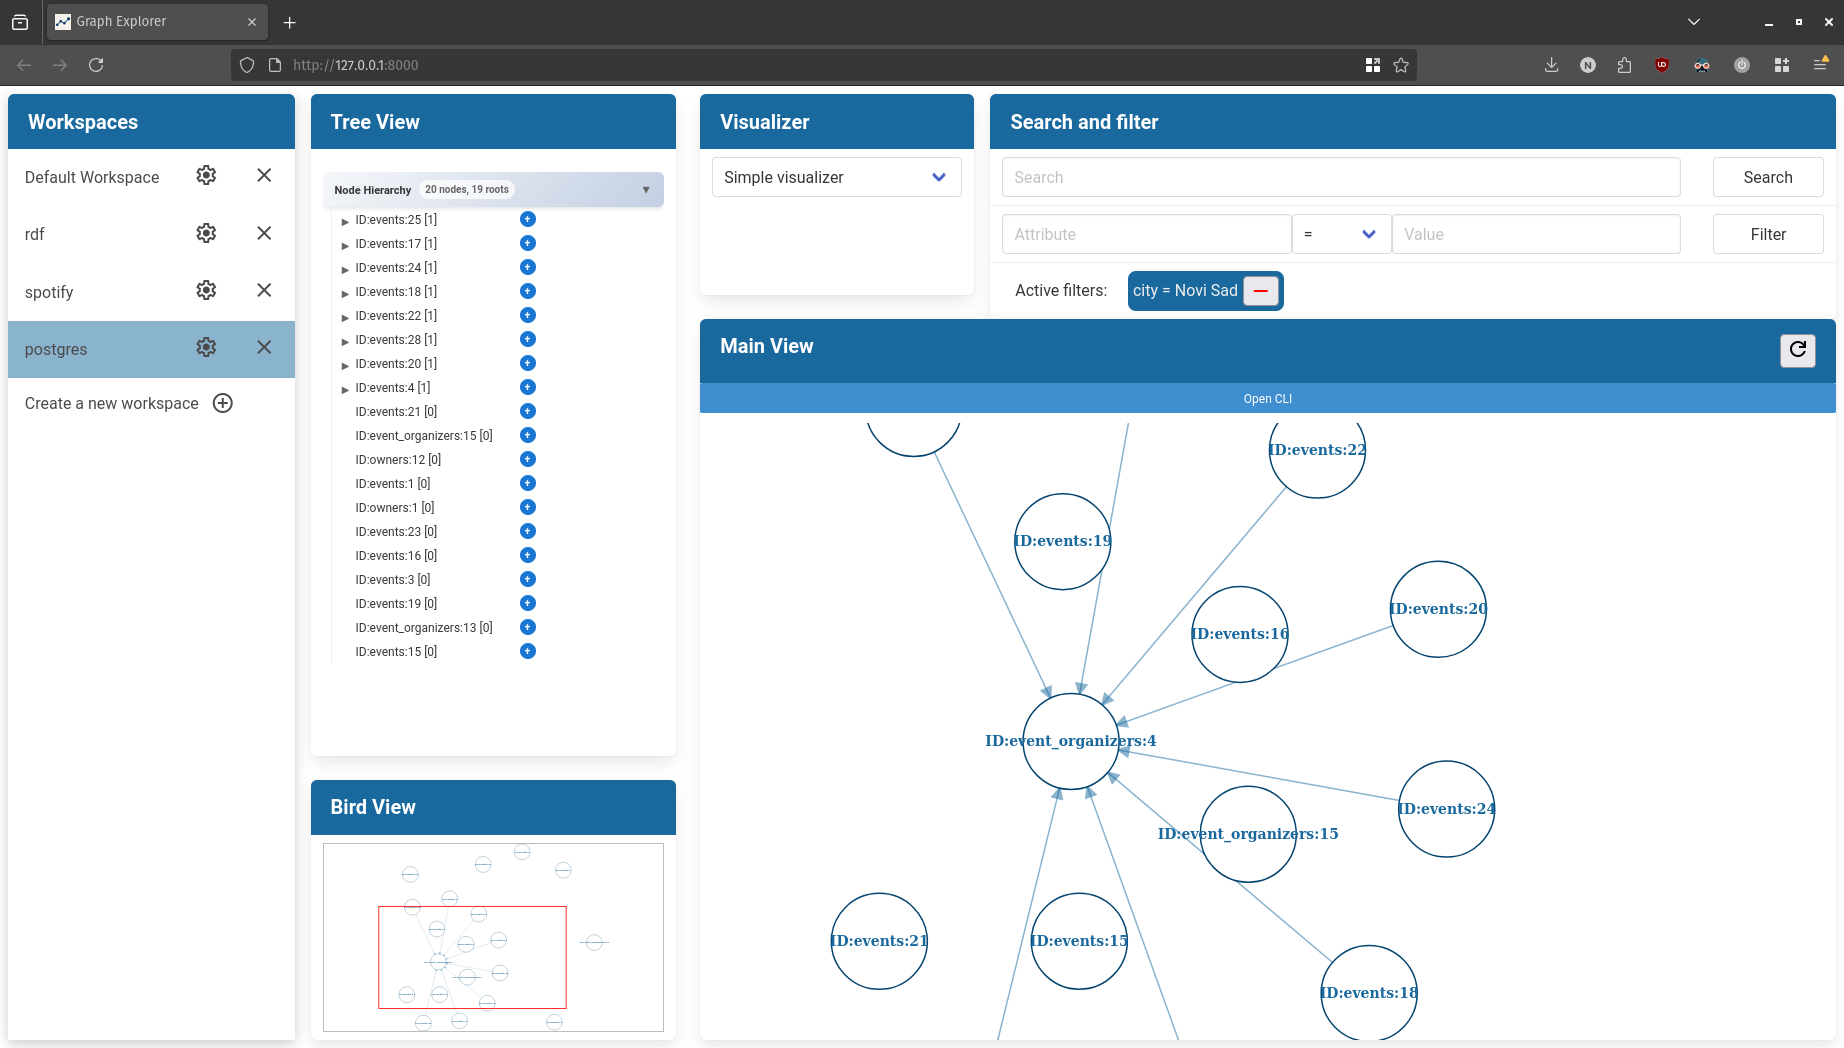 Graph Explorer
http://127.0.0.1:8000
N
UD
Workspaces
Default Workspace
rdf
spotify
postgres
Create a new workspace
Tree View
Node Hierarchy 20 nodes, 19 roots
ID:events:25 [1]
ID:events:17 [1]
ID:events:24 [1]
ID:events:18 [1]
ID:events:22 [1]
ID:events:28 [1]
ID:events:20 [1]
ID:events:4 [1]
ID:events:21 [0]
ID:event_organizers:15 [0]
ID:owners:12 [0]
ID:events:1 [0]
ID:owners:1 [0]
ID:events:23 [0]
ID:events:16 [0]
ID:events:3 [0]
ID:events:19 [0]
ID:event_organizers:13 [0]
ID:events:15 [0]
Bird View
Visualizer
Simple visualizer
Search and filter
Search
Search
Attribute
=
Value
Filter
Active filters:
city = Novi Sad
Main View
Open CLI
ID:events:22
ID:events:19
ID:events:20
ID:events:16
ID:event_organizers:4
ID:events:24
ID:event_organizers:15
ID:events:21
ID:events:15
ID:events:18